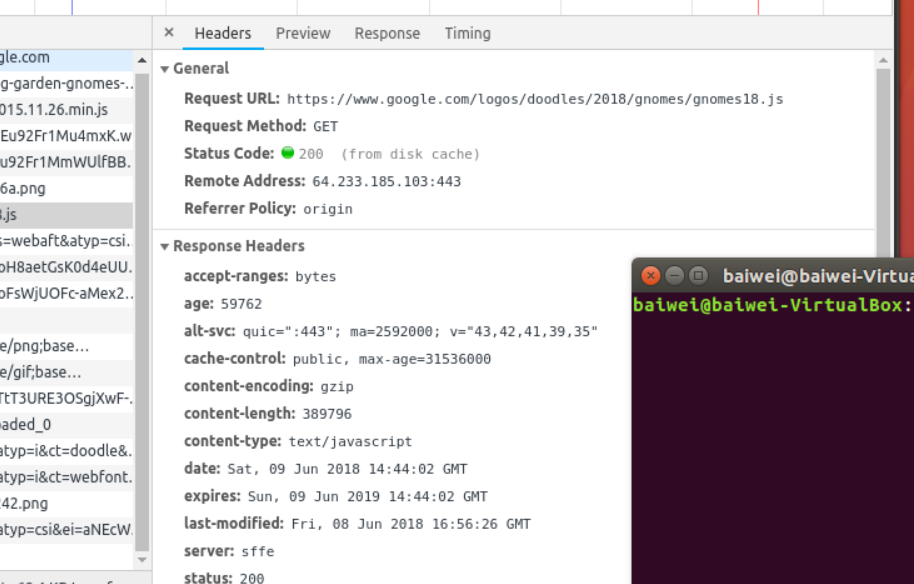 × Headers Preview Response Timing
gle.com
g-garden-gnomes-...
015.11.26.min.js
Eu92Fr1Mu4mxK.w
u92Fr1MmWUlfBB.
6a.png
8.js
s=webaft&atyp=csi.
oH8aetGsK0d4eUU.
oFsWjUOFc-aMex2...
e/png;base...
e/gif;base...
TtT3URE3OSgjXwF-.
oaded_0
atyp=i&ct=doodle&.
atyp=i&ct=webfont.
242.png
atyp=csi&ei=aNEcW.
▼ General
Request URL: https://www.google.com/logos/doodles/2018/gnomes/gnomes18.js
Request Method: GET
Status Code: 200 (from disk cache)
Remote Address: 64.233.185.103:443
Referrer Policy: origin
▼ Response Headers
accept-ranges: bytes
age: 59762
alt-svc: quic=":443"; ma=2592000; v="43,42,41,39,35"
cache-control: public, max-age=31536000
content-encoding: gzip
content-length: 389796
content-type: text/javascript
date: Sat, 09 Jun 2018 14:44:02 GMT
expires: Sun, 09 Jun 2019 14:44:02 GMT
last-modified: Fri, 08 Jun 2018 16:56:26 GMT
server: sffe
status: 200
baiwei@baiwei-Virtua
baiwei@baiwei-VirtualBox: